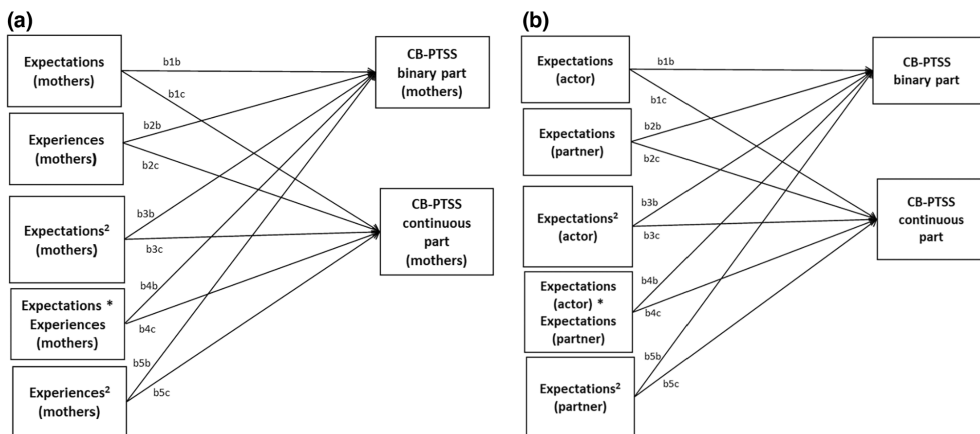 (a)
Expectations
(mothers)
Experiences
(mothers)
Expectations²
(mothers)
Expectations *
Experiences
(mothers)
Experiences²
(mothers)
b1b
b1c
b2b
b2c
b3b
b3c
b4b
b4c
b5b
b5c
CB-PTSS
binary part
(mothers)
CB-PTSS
continuous
part
(mothers)
(b)
Expectations
(actor)
Expectations
(partner)
Expectations²
(actor)
Expectations
(actor) *
Expectations
(partner)
Expectations²
(partner)
b1b
b1c
b2b
b2c
b3b
b3c
b4b
b4c
b5b
b5c
CB-PTSS
binary part
CB-PTSS
continuous
part